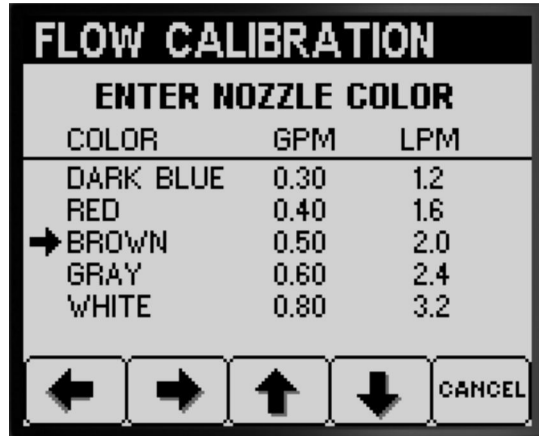 FLOW CALIBRATION
ENTER NOZZLE COLOR
COLOR GPM LPM
DARK BLUE 0.30 1.2
RED 0.40 1.6
BROWN 0.50 2.0
GRAY 0.60 2.4
WHITE 0.80 3.2
CANCEL